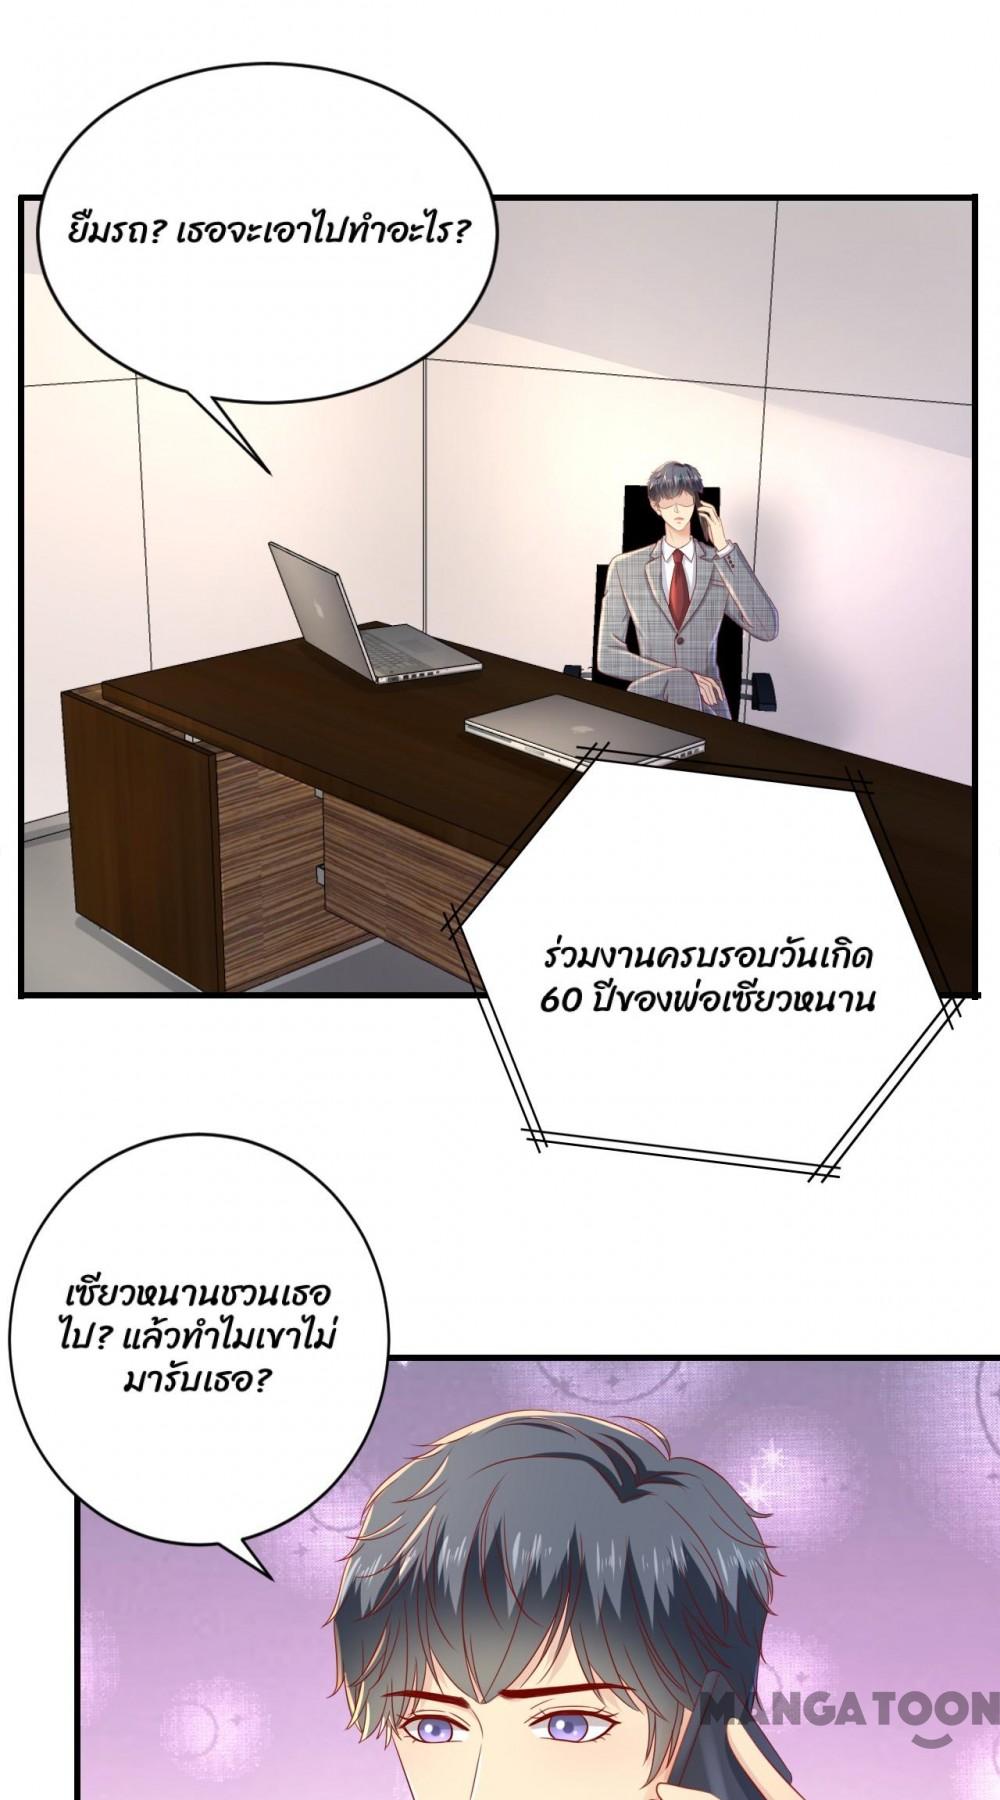 ยืมรถ? เธอจะเอาไปทำอะไร?
ร่วมงานครบรอบวันเกิด
60 ปีของพ่อเซียวหนาน
เซียวหนานชวนเธอ
ไป? แล้วทำไมเขาไม่
มารับเธอ?
MANGATOON